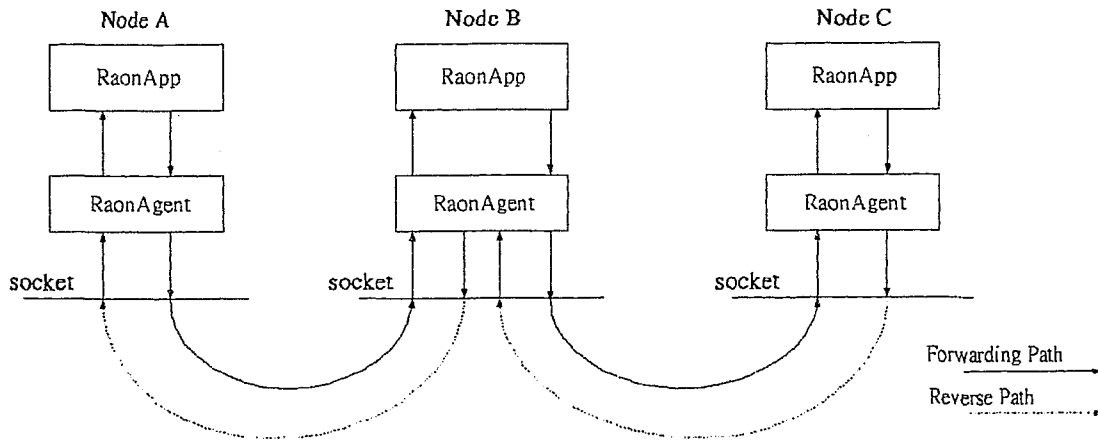 Node A
Node B
Node C
RaonApp
RaonApp
RaonApp
RaonAgent
RaonAgent
RaonAgent
socket
socket
socket
Forwarding Path
Reverse Path